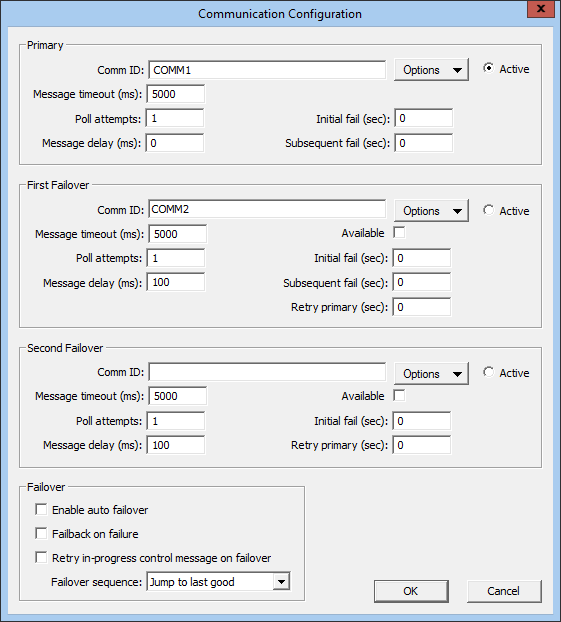 Communication Configuration
x
Primary
Comm ID: COMM1 Options Active
Message timeout (ms): 5000
Poll attempts: 1 Initial fail (sec): 0
Message delay (ms): 0 Subsequent fail (sec): 0
First Failover
Comm ID: COMM2 Options Active
Message timeout (ms): 5000 Available
Poll attempts: 1 Initial fail (sec): 0
Message delay (ms): 100 Subsequent fail (sec): 0
Retry primary (sec): 0
Second Failover
Comm ID: Options Active
Message timeout (ms): 5000 Available
Poll attempts: 1 Initial fail (sec): 0
Message delay (ms): 100 Retry primary (sec): 0
Failover
Enable auto failover
Failback on failure
Retry in-progress control message on failover
Failover sequence: Jump to last good
OK Cancel